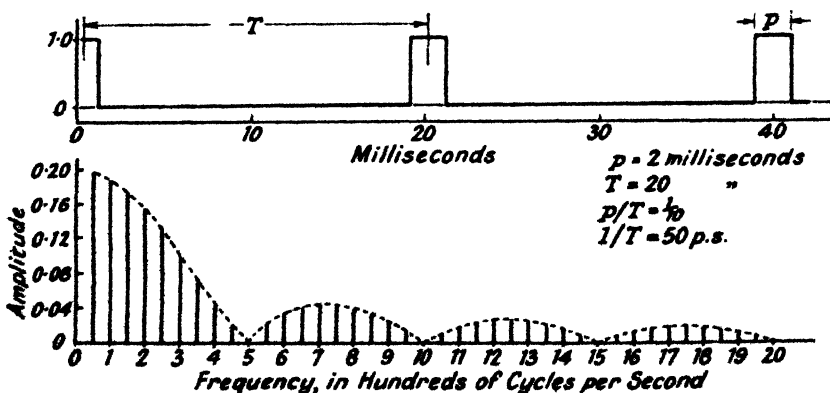 T
p
1.0
0
0 10 20 30 40
Milliseconds
p = 2 milliseconds
T = 20 "
p/T = 1/10
1/T = 50 p.s.
Amplitude
0.20
0.16
0.12
0.08
0.04
0
0 1 2 3 4 5 6 7 8 9 10 11 12 13 14 15 16 17 18 19 20
Frequency, in Hundreds of Cycles per Second